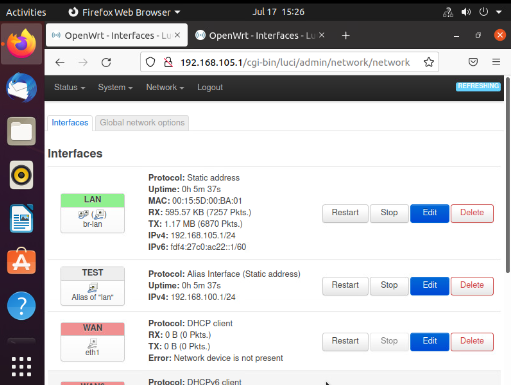 Activities
Firefox Web Browser
Jul 17 15:26
OpenWrt - Interfaces - Lu
OpenWrt - Interfaces - Lu
192.168.105.1/cgi-bin/luci/admin/network/network
Status
System
Network
Logout
REFRESHING
Interfaces
Global network options
Interfaces
LAN
br-lan
Protocol: Static address
Uptime: 0h 5m 37s
MAC: 00:15:5D:00:BA:01
RX: 595.57 KB (7257 Pkts.)
TX: 1.17 MB (6870 Pkts.)
IPv4: 192.168.105.1/24
IPv6: fdf4:27c0:ac22::1/60
Restart
Stop
Edit
Delete
TEST
Alias of "lan"
Protocol: Alias Interface (Static address)
Uptime: 0h 5m 37s
IPv4: 192.168.100.1/24
Restart
Stop
Edit
Delete
WAN
eth1
Protocol: DHCP client
RX: 0 B (0 Pkts.)
TX: 0 B (0 Pkts.)
Error: Network device is not present
Restart
Stop
Edit
Delete
Protocol: DHCPv6 client